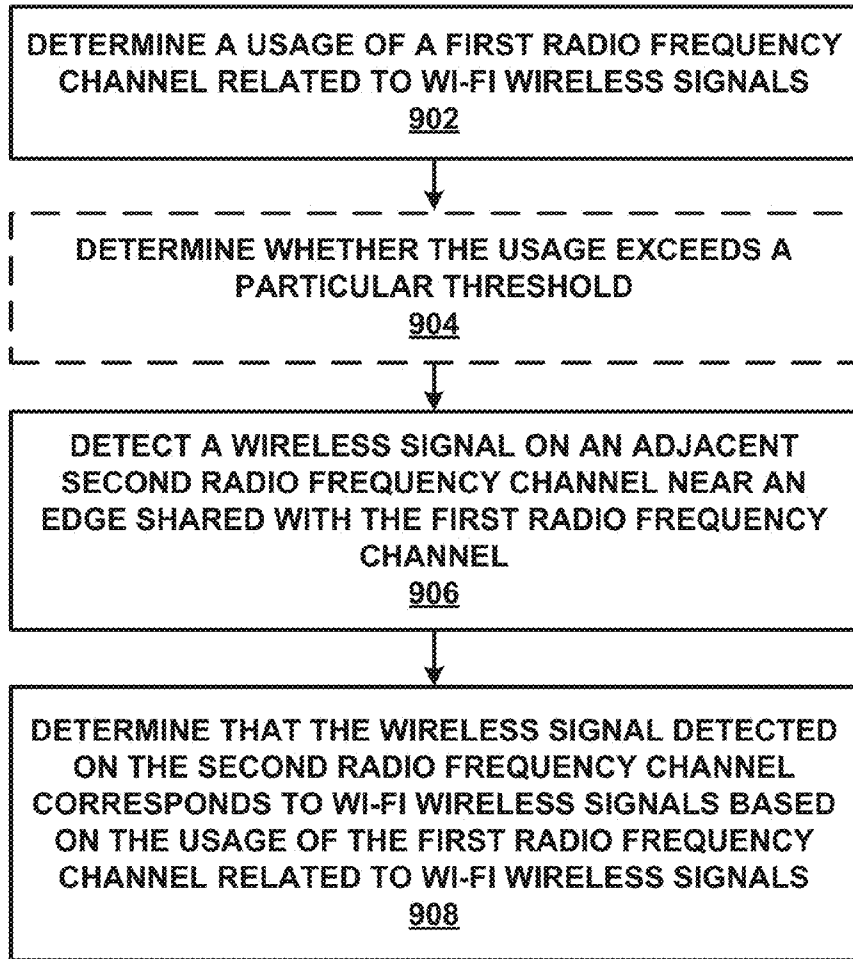 DETERMINE A USAGE OF A FIRST RADIO FREQUENCY
CHANNEL RELATED TO WI-FI WIRELESS SIGNALS
902
DETERMINE WHETHER THE USAGE EXCEEDS A
PARTICULAR THRESHOLD
904
DETECT A WIRELESS SIGNAL ON AN ADJACENT
SECOND RADIO FREQUENCY CHANNEL NEAR AN
EDGE SHARED WITH THE FIRST RADIO FREQUENCY
CHANNEL
906
DETERMINE THAT THE WIRELESS SIGNAL DETECTED
ON THE SECOND RADIO FREQUENCY CHANNEL
CORRESPONDS TO WI-FI WIRELESS SIGNALS BASED
ON THE USAGE OF THE FIRST RADIO FREQUENCY
CHANNEL RELATED TO WI-FI WIRELESS SIGNALS
908